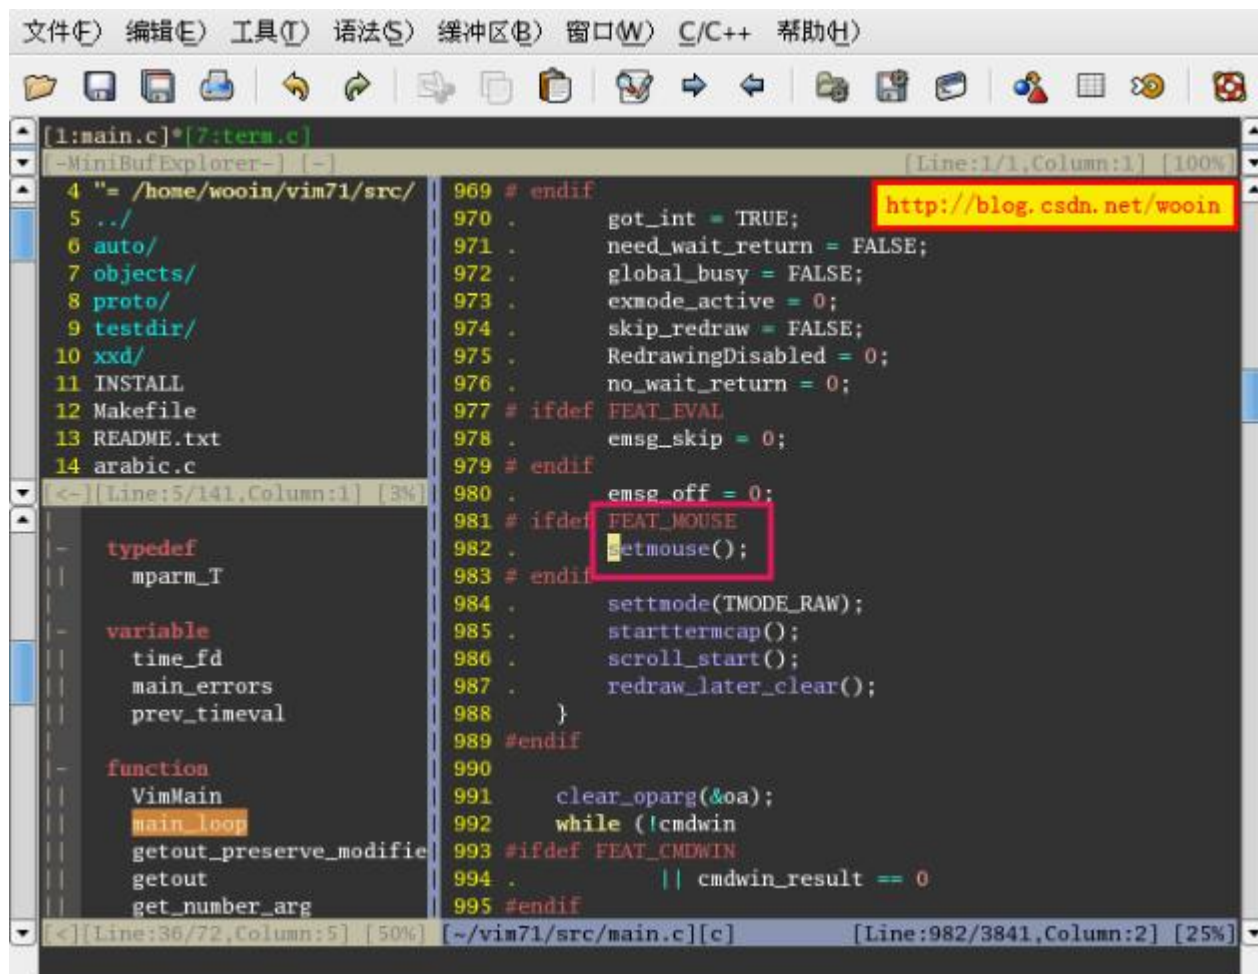 文件(F) 编辑(E) 工具(T) 语法(S) 缓冲区(B) 窗口(W) C/C++ 帮助(H)
[1:main.c]*[7:term.c]
[-MiniBufExplorer-] [-] [Line:1/1,Column:1] [100%]
http://blog.csdn.net/wooin
4 "= /home/wooin/vim71/src/
5 ../
6 auto/
7 objects/
8 proto/
9 testdir/
10 xxd/
11 INSTALL
12 Makefile
13 README.txt
14 arabic.c
[<-][Line:5/141,Column:1] [3%]
|
|- typedef
|| mparm_T
|
|- variable
|| time_fd
|| main_errors
|| prev_timeval
|
|- function
|| VimMain
|| main_loop
|| getout_preserve_modifie
|| getout
|| get_number_arg
[<][Line:36/72,Column:5] [50%]
969 # endif
970 . got_int = TRUE;
971 . need_wait_return = FALSE;
972 . global_busy = FALSE;
973 . exmode_active = 0;
974 . skip_redraw = FALSE;
975 . RedrawingDisabled = 0;
976 . no_wait_return = 0;
977 # ifdef FEAT_EVAL
978 . emsg_skip = 0;
979 # endif
980 . emsg_off = 0;
981 # ifdef FEAT_MOUSE
982 . setmouse();
983 # endif
984 . settmode(TMODE_RAW);
985 . starttermcap();
986 . scroll_start();
987 . redraw_later_clear();
988 }
989 #endif
990
991 clear_oparg(&oa);
992 while (!cmdwin
993 #ifdef FEAT_CMDWIN
994 . || cmdwin_result == 0
995 #endif
[~/vim71/src/main.c][c] [Line:982/3841,Column:2] [25%]